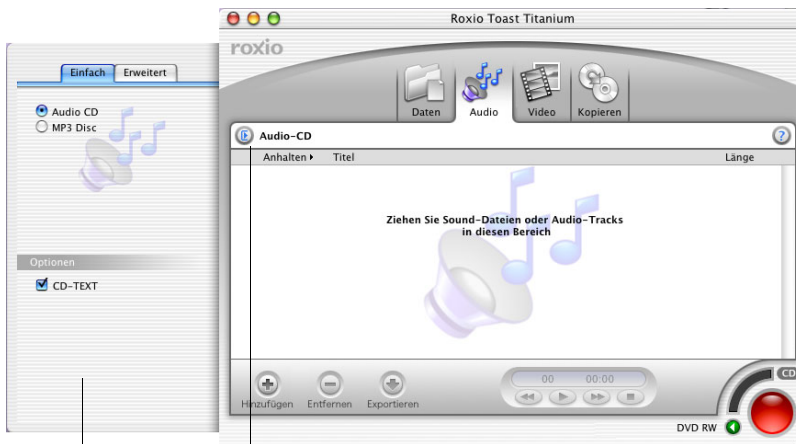 Roxio Toast Titanium
roxio
Einfach Erweitert
Audio CD
MP3 Disc
Optionen
CD-TEXT
Daten Audio Video Kopieren
Audio-CD
Anhalten Titel Länge
Ziehen Sie Sound-Dateien oder Audio-Tracks
in diesen Bereich
Hinzufügen Entfernen Exportieren
00 00:00
CD
DVD RW